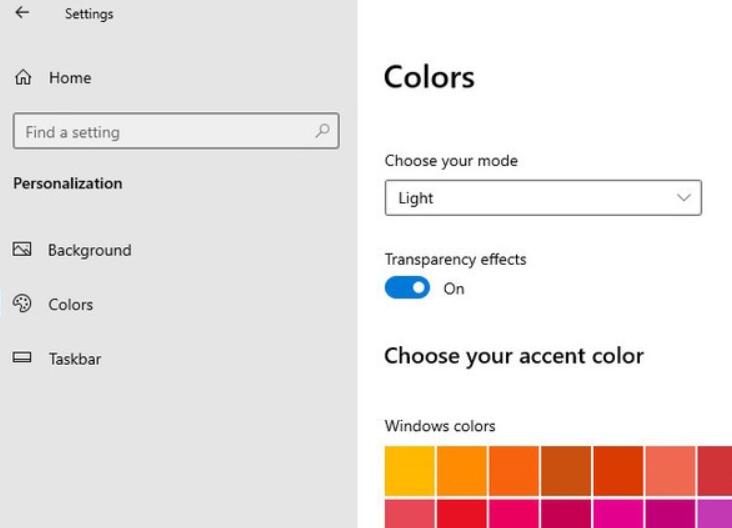 Settings
Home
Find a setting
Personalization
Background
Colors
Taskbar
Colors
Choose your mode
Light
Transparency effects
On
Choose your accent color
Windows colors